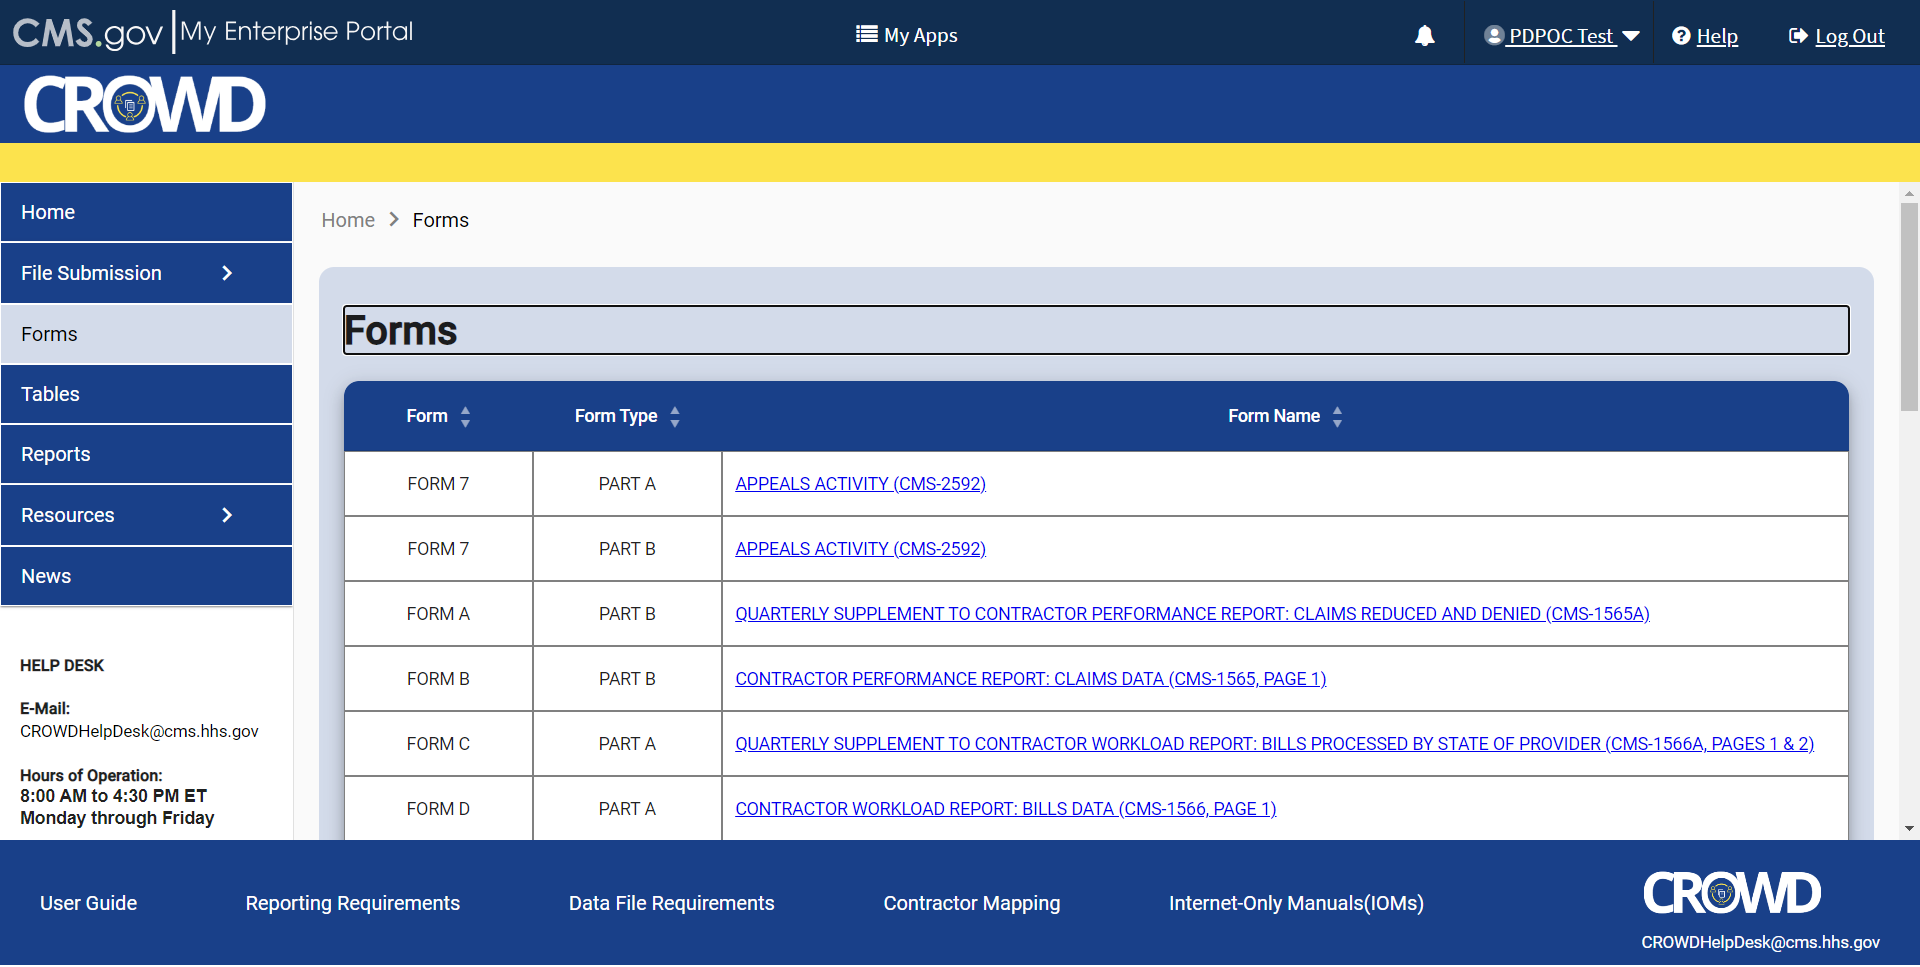 CMS.gov My Enterprise Portal
My Apps
PDPOC Test
Help
Log Out
CROWD
Home
File Submission
Forms
Tables
Reports
Resources
News
HELP DESK
E-Mail:
CROWDHelpDesk@cms.hhs.gov
Hours of Operation:
8:00 AM to 4:30 PM ET
Monday through Friday
Home > Forms
Forms
Form Form Type Form Name
FORM 7 PART A APPEALS ACTIVITY (CMS-2592)
FORM 7 PART B APPEALS ACTIVITY (CMS-2592)
FORM A PART B QUARTERLY SUPPLEMENT TO CONTRACTOR PERFORMANCE REPORT: CLAIMS REDUCED AND DENIED (CMS-1565A)
FORM B PART B CONTRACTOR PERFORMANCE REPORT: CLAIMS DATA (CMS-1565, PAGE 1)
FORM C PART A QUARTERLY SUPPLEMENT TO CONTRACTOR WORKLOAD REPORT: BILLS PROCESSED BY STATE OF PROVIDER (CMS-1566A, PAGES 1 & 2)
FORM D PART A CONTRACTOR WORKLOAD REPORT: BILLS DATA (CMS-1566, PAGE 1)
User Guide
Reporting Requirements
Data File Requirements
Contractor Mapping
Internet-Only Manuals(IOMs)
CROWD
CROWDHelpDesk@cms.hhs.gov